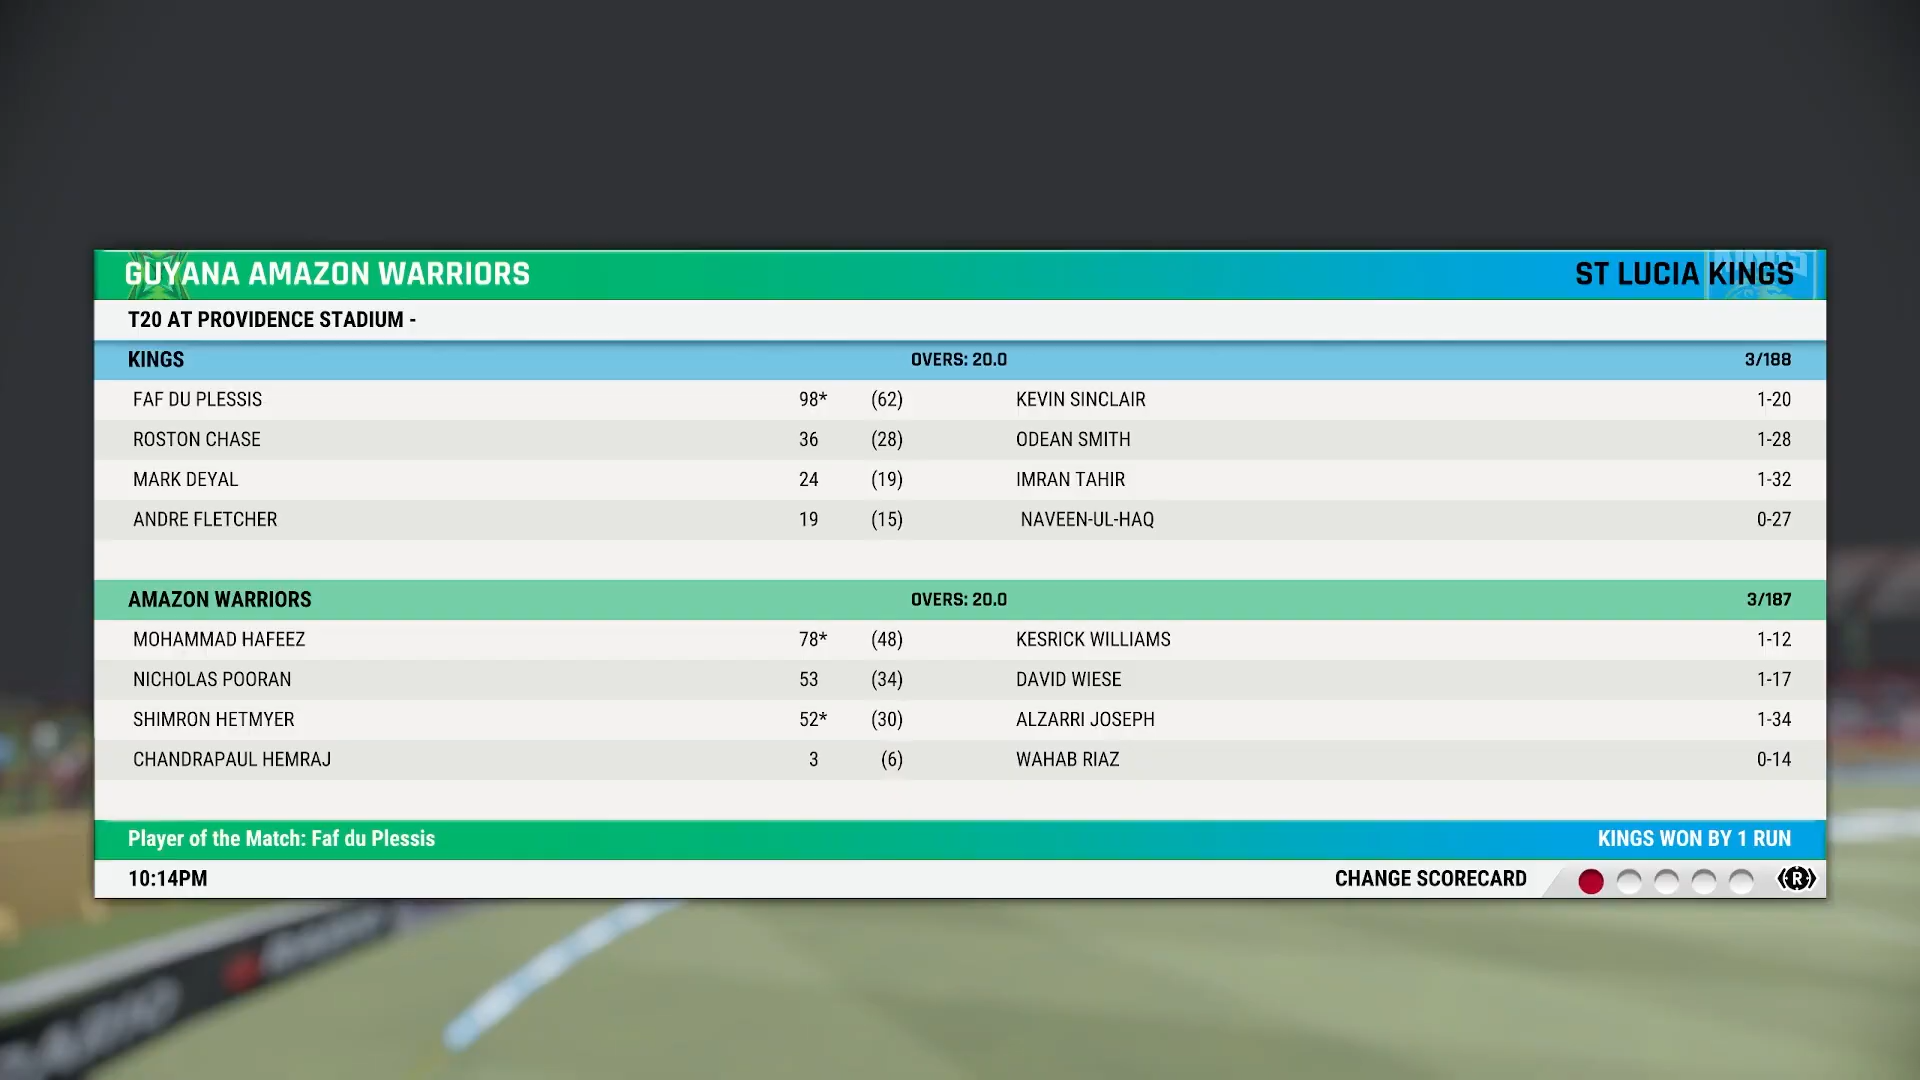 GUYANA AMAZON WARRIORS ST LUCIA KINGS
T20 AT PROVIDENCE STADIUM -
KINGS OVERS: 20.0 3/188
FAF DU PLESSIS 98* (62) KEVIN SINCLAIR 1-20
ROSTON CHASE 36 (28) ODEAN SMITH 1-28
MARK DEYAL 24 (19) IMRAN TAHIR 1-32
ANDRE FLETCHER 19 (15) NAVEEN-UL-HAQ 0-27
AMAZON WARRIORS OVERS: 20.0 3/187
MOHAMMAD HAFEEZ 78* (48) KESRICK WILLIAMS 1-12
NICHOLAS POORAN 53 (34) DAVID WIESE 1-17
SHIMRON HETMYER 52* (30) ALZARRI JOSEPH 1-34
CHANDRAPAUL HEMRAJ 3 (6) WAHAB RIAZ 0-14
Player of the Match: Faf du Plessis KINGS WON BY 1 RUN
10:14PM CHANGE SCORECARD R